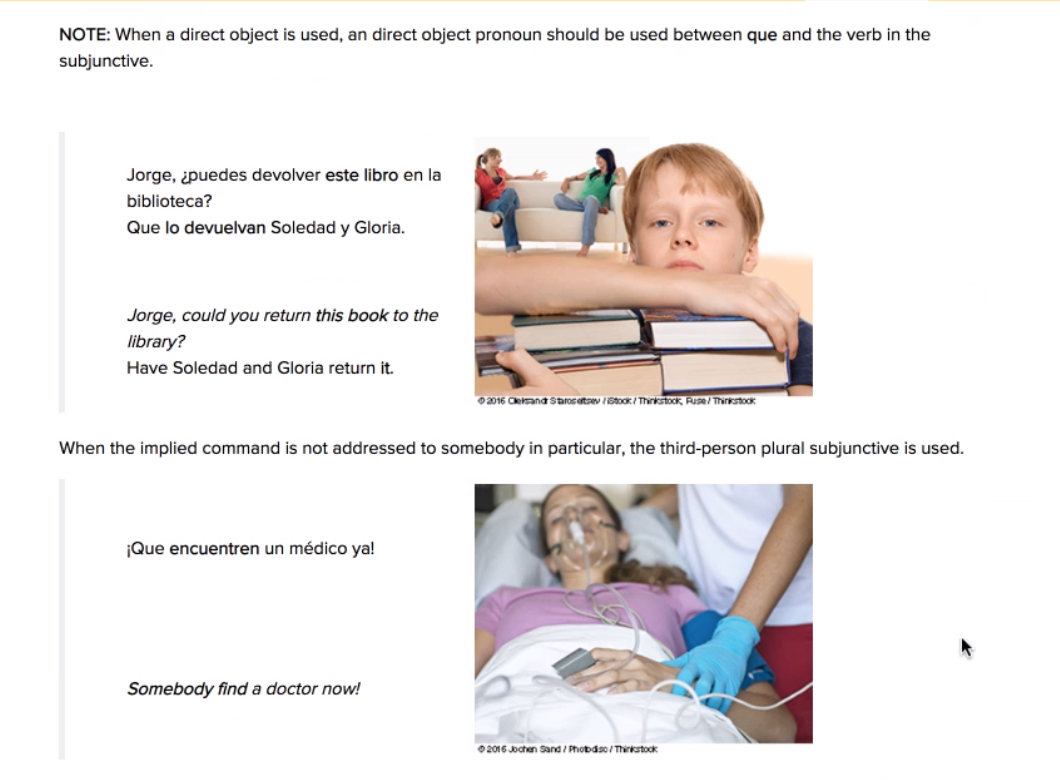 NOTE: When a direct object is used, an direct object pronoun should be used between que and the verb in the
subjunctive.
Jorge, ¿puedes devolver este libro en la
biblioteca?
Que lo devuelvan Soledad y Gloria.
Jorge, could you return this book to the
library?
Have Soledad and Gloria return it.
© 2016 Oleksandr Staroseltsev / iStock / Thinkstock, Fuse / Thinkstock
When the implied command is not addressed to somebody in particular, the third-person plural subjunctive is used.
¡Que encuentren un médico ya!
Somebody find a doctor now!
© 2016 Jochen Sand / Photodisc / Thinkstock